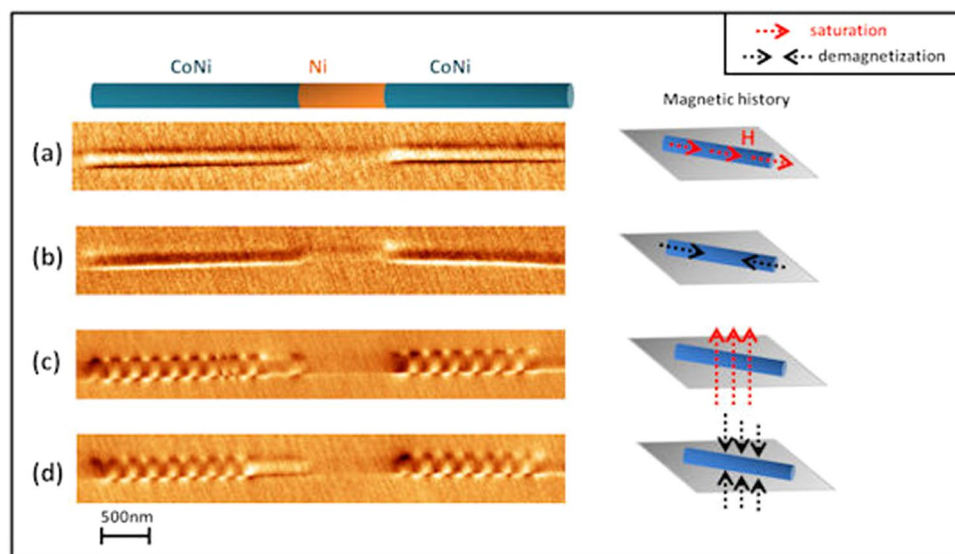 saturation
demagnetization
CoNi Ni CoNi
Magnetic history
(a)
H
(b)
(c)
(d)
500nm